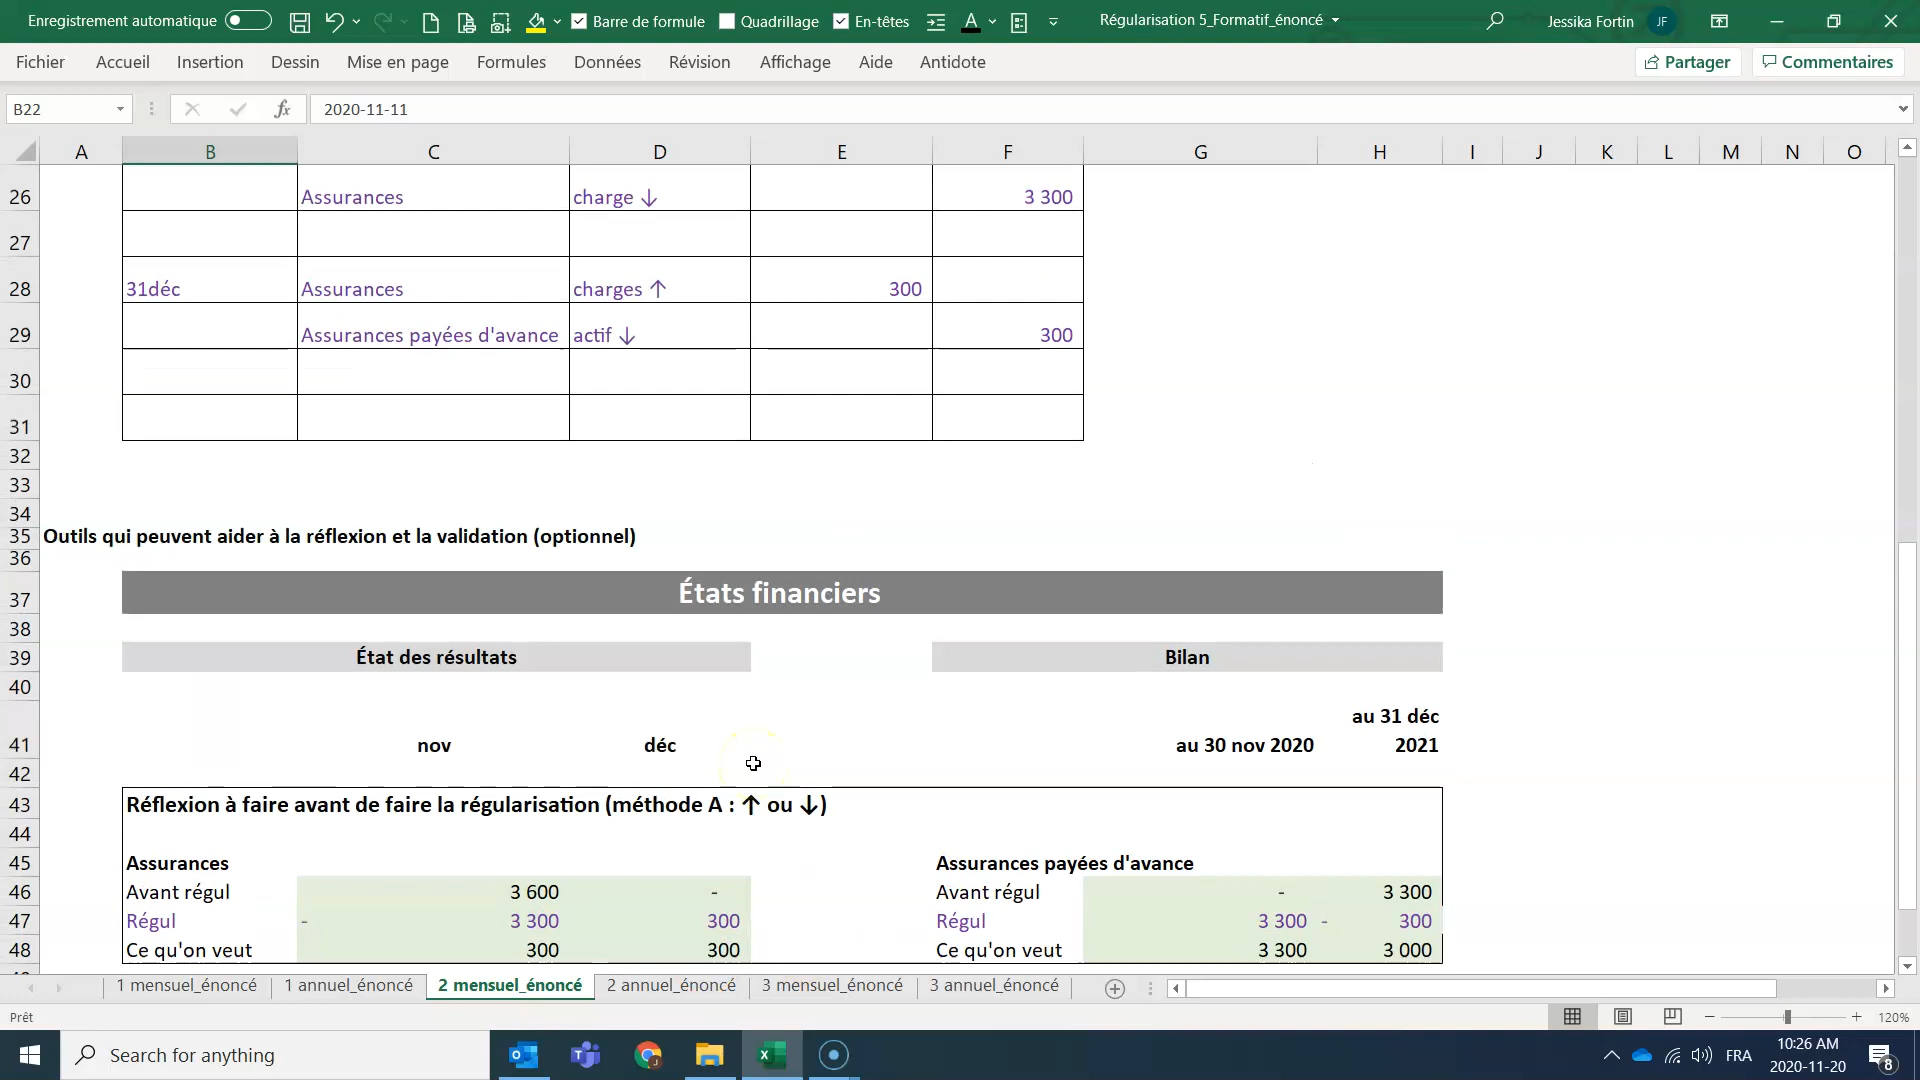 Enregistrement automatique
Barre de formule
Quadrillage
En-têtes
Régularisation 5_Formatif_énoncé
Jessika Fortin
JF
Fichier Accueil Insertion Dessin Mise en page Formules Données Révision Affichage Aide Antidote Partager Commentaires
B22 fx 2020-11-11
A B C D E F G H I J K L M N O
26 Assurances charge ↓ 3 300
27
28 31déc Assurances charges ↑ 300
29 Assurances payées d'avance actif ↓ 300
30
31
32
33
34
35 Outils qui peuvent aider à la réflexion et la validation (optionnel)
36
37 États financiers
38
39 État des résultats Bilan
40
au 31 déc
41 nov déc au 30 nov 2020 2021
42
43 Réflexion à faire avant de faire la régularisation (méthode A : ↑ ou ↓)
44
45 Assurances Assurances payées d'avance
46 Avant régul 3 600 - Avant régul - 3 300
47 Régul - 3 300 300 Régul 3 300 - 300
48 Ce qu'on veut 300 300 Ce qu'on veut 3 300 3 000
1 mensuel_énoncé 1 annuel_énoncé 2 mensuel_énoncé 2 annuel_énoncé 3 mensuel_énoncé 3 annuel_énoncé
Prêt 120%
Search for anything
FRA
10:26 AM
2020-11-20
8